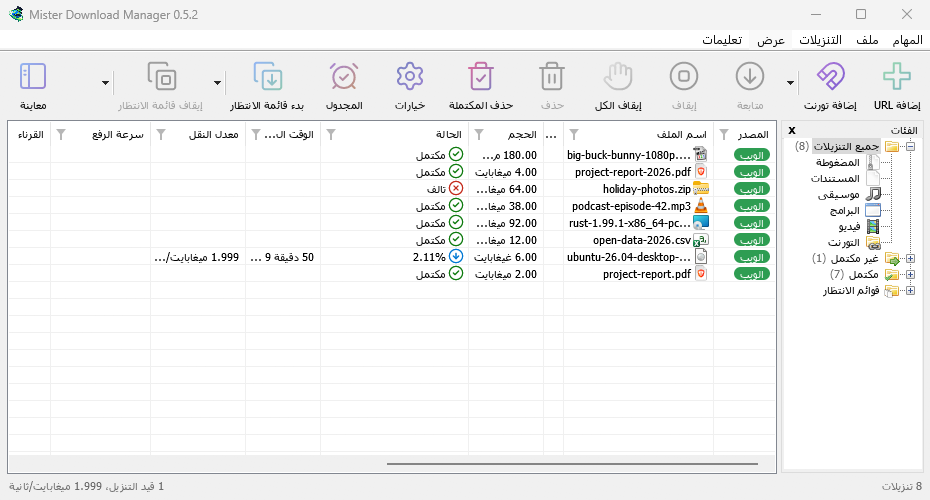 Mister Download Manager 0.5.2
المهام ملف التنزيلات عرض تعليمات
إضافة URL إضافة تورنت متابعة إيقاف إيقاف الكل حذف حذف المكتملة خيارات المجدول بدء قائمة الانتظار إيقاف قائمة الانتظار معاينة
الفئات X
جميع التنزيلات (8)
المضغوطة
المستندات
موسيقى
البرامج
فيديو
التورنت
غير مكتمل (1)
مكتمل (7)
قوائم الانتظار
المصدر اسم الملف ... الحجم الحالة الوقت ال... معدل النقل سرعة الرفع القرناء
الويب big-buck-bunny-1080p.... 180.00 م... مكتمل
الويب project-report-2026.pdf 4.00 ميغابايت مكتمل
الويب holiday-photos.zip 64.00 ميغا... تالف
الويب podcast-episode-42.mp3 38.00 ميغا... مكتمل
الويب rust-1.99.1-x86_64-pc... 92.00 ميغا... مكتمل
الويب open-data-2026.csv 12.00 ميغا... مكتمل
الويب ubuntu-26.04-desktop-... 6.00 غيغابايت 2.11% 50 دقيقة 9 ... 1.999 ميغابايت/...
الويب project-report.pdf 2.00 ميغابايت مكتمل
8 تنزيلات
1 قيد التنزيل، 1.999 ميغابايت/ثانية